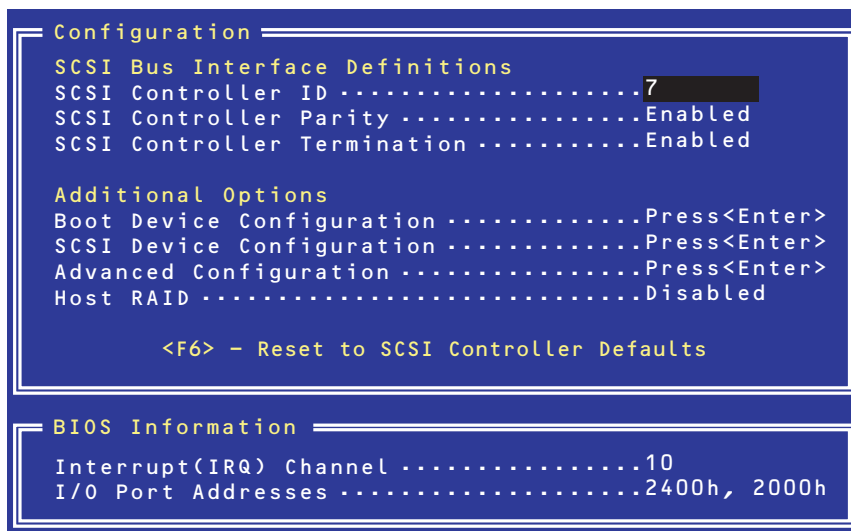 Configuration
SCSI Bus Interface Definitions
SCSI Controller ID ····················7
SCSI Controller Parity ················Enabled
SCSI Controller Termination ···········Enabled
Additional Options
Boot Device Configuration ·············Press<Enter>
SCSI Device Configuration ·············Press<Enter>
Advanced Configuration ················Press<Enter>
Host RAID ·····························Disabled
<F6> – Reset to SCSI Controller Defaults
BIOS Information
Interrupt(IRQ) Channel ················10
I/O Port Addresses ····················2400h, 2000h